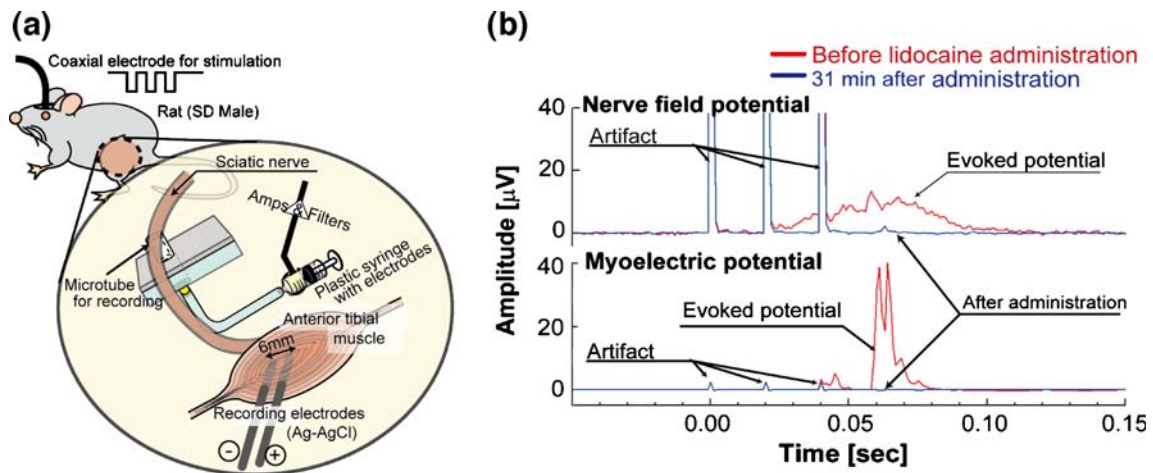 (a)
Coaxial electrode for stimulation
Rat (SD Male)
Sciatic nerve
Amps & Filters
Microtube
for recording
Plastic syringe
with electrodes
Anterior tibial
muscle
6mm
Recording electrodes
(Ag-AgCl)
- +
(b)
Before lidocaine administration
31 min after administration
Nerve field potential
Artifact
Evoked potential
40
20
0
Myoelectric potential
Evoked potential
After administration
Artifact
40
20
0
Amplitude [μV]
0.00 0.05 0.10 0.15
Time [sec]